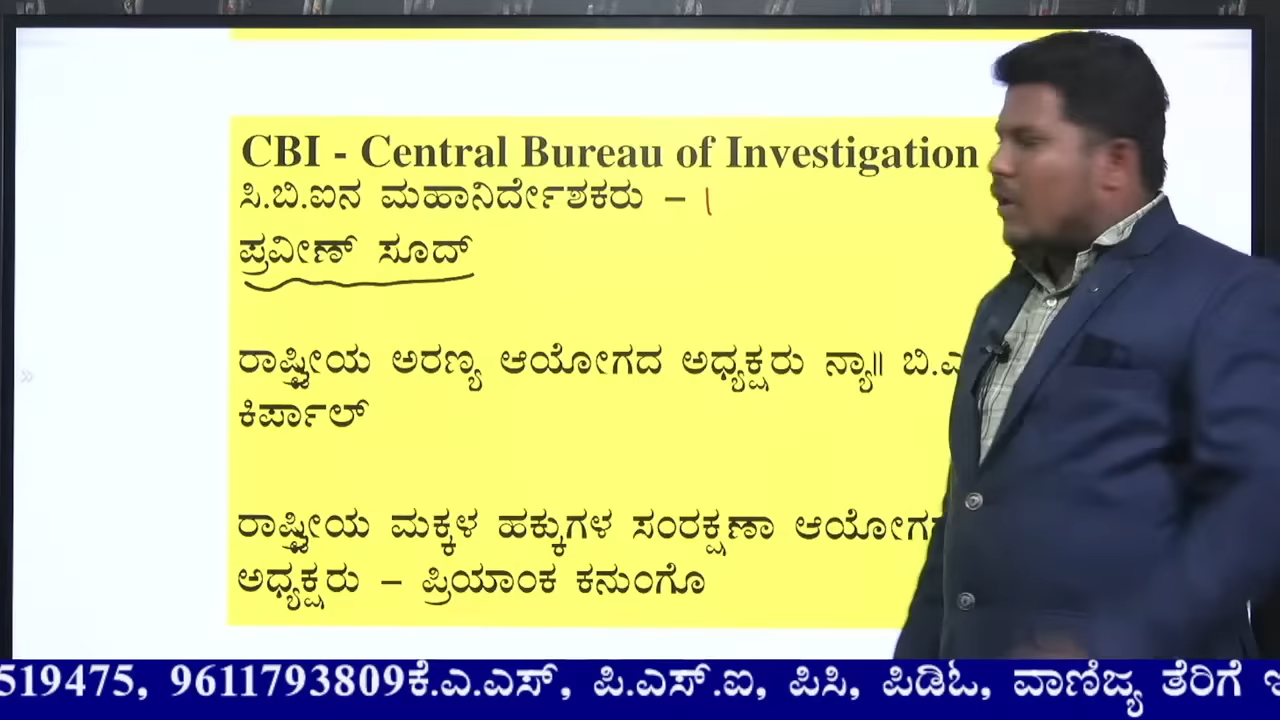 CBI - Central Bureau of Investigation
ಸಿ.ಬಿ.ಐನ ಮಹಾನಿರ್ದೇಶಕರು –
ಪ್ರವೀಣ್ ಸೂದ್
ರಾಷ್ಟ್ರೀಯ ಅರಣ್ಯ ಆಯೋಗದ ಅಧ್ಯಕ್ಷರು ನ್ಯಾ॥
ಕಿರ್ಪಾಲ್
ರಾಷ್ಟ್ರೀಯ ಮಕ್ಕಳ ಹಕ್ಕುಗಳ ಸಂರಕ್ಷಣಾ
ಅಧ್ಯಕ್ಷರು – ಪ್ರಿಯಾಂಕ ಕನುಂಗೊ
519475, 9611793809ಕೆ.ಎ.ಎಸ್, ಪಿ.ಎಸ್.ಐ, ಪಿಸಿ, ಪಿಡಿಓ, ವಾಣಿಜ್ಯ ತೆರಿಗೆ